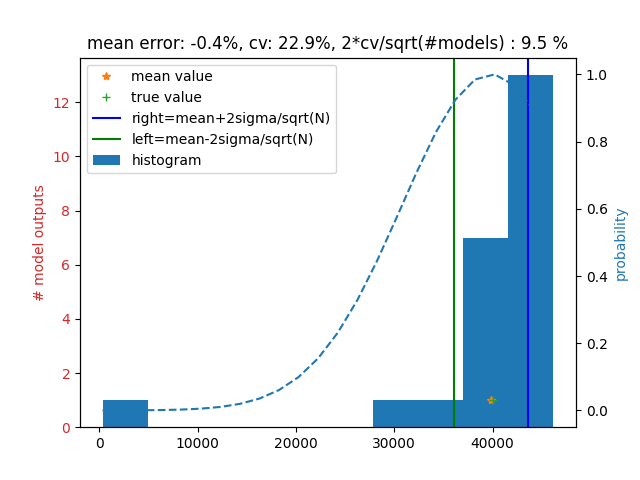 mean error: -0.4%, cv: 22.9%, 2*cv/sqrt(#models) : 9.5 %
mean value
true value
right=mean+2sigma/sqrt(N)
left=mean-2sigma/sqrt(N)
histogram
# model outputs
12
10
8
6
4
2
0
0
10000
20000
30000
40000
1.0
0.8
0.6
0.4
0.2
0.0
probability